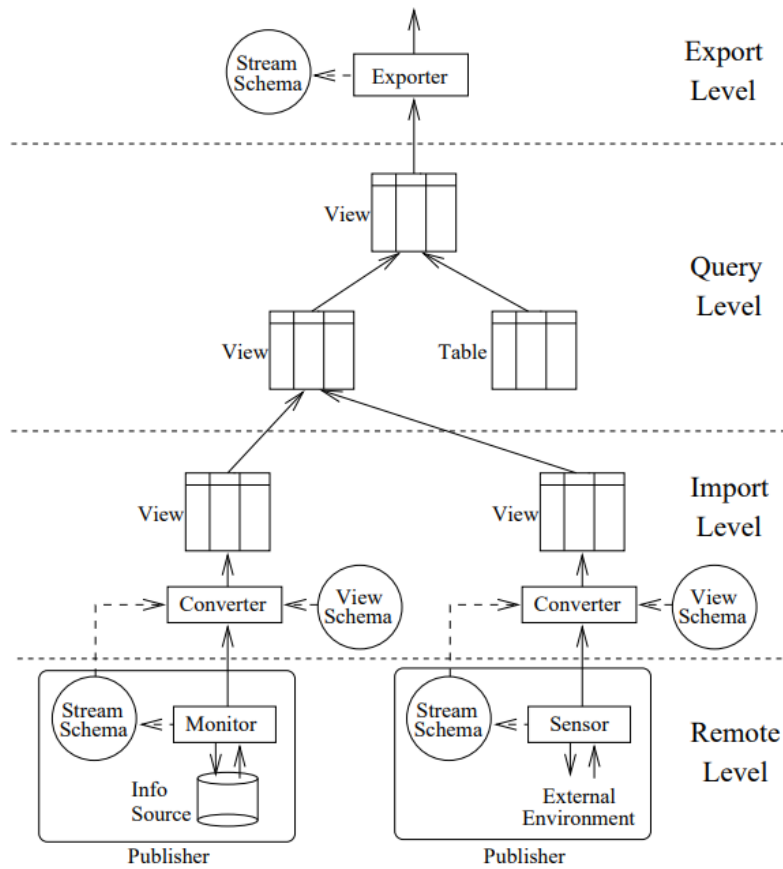 Stream
Schema
Exporter
Export
Level
View
Query
Level
View
Table
Import
Level
View
View
Converter
View
Schema
Converter
View
Schema
Stream
Schema
Monitor
Info
Source
Publisher
Stream
Schema
Sensor
External
Environment
Publisher
Remote
Level